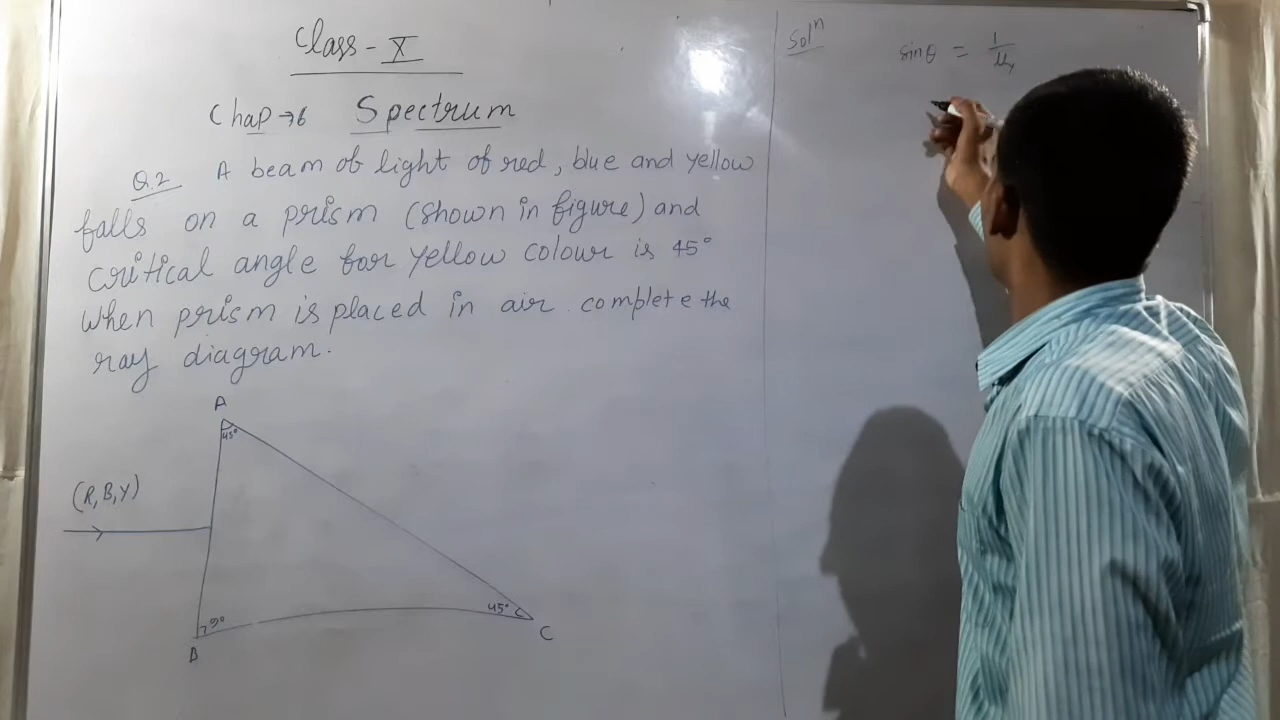 Class - X
Chap → 6 Spectrum
Q.2 A beam of light of red, blue and yellow
falls on a prism (shown in figure) and
critical angle for yellow colour is 45°
when prism is placed in air. complete the
ray diagram.
A
45°
(R, B, Y)
90°
B
45°
C
Solⁿ
sinθ = 1/μy